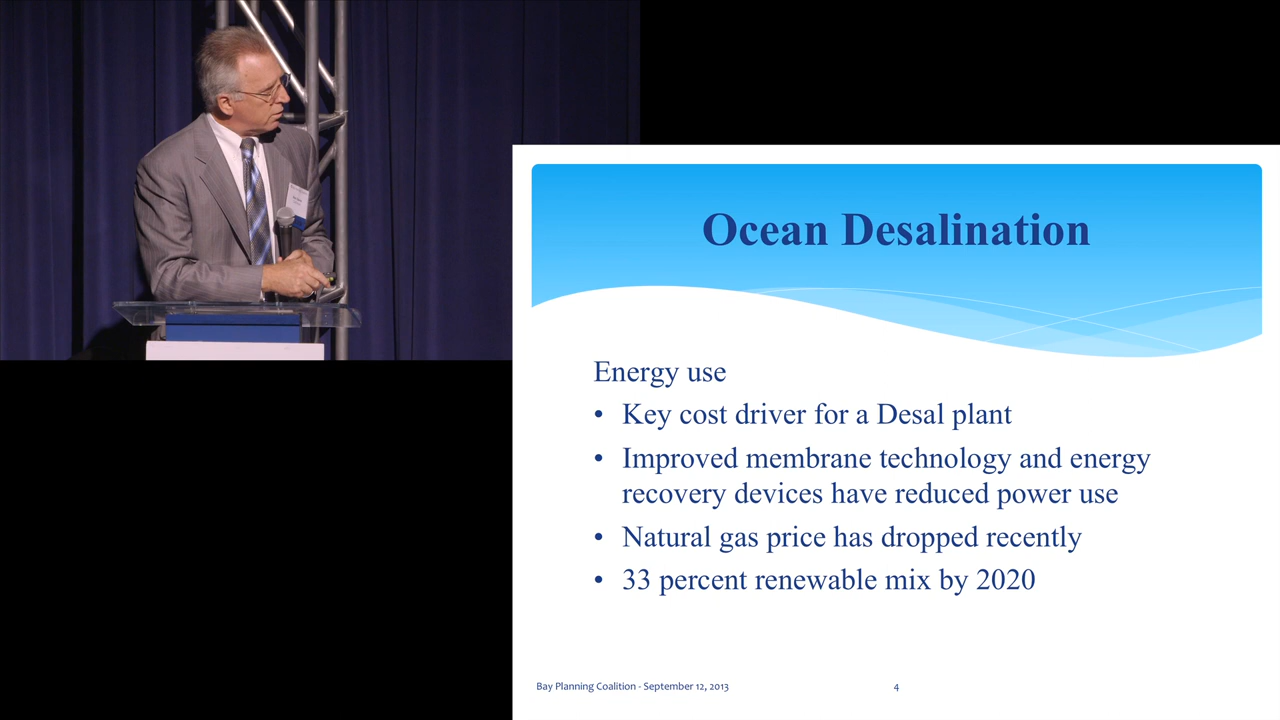 Ocean Desalination
Energy use
• Key cost driver for a Desal plant
• Improved membrane technology and energy
recovery devices have reduced power use
• Natural gas price has dropped recently
• 33 percent renewable mix by 2020
Bay Planning Coalition - September 12, 2013 4